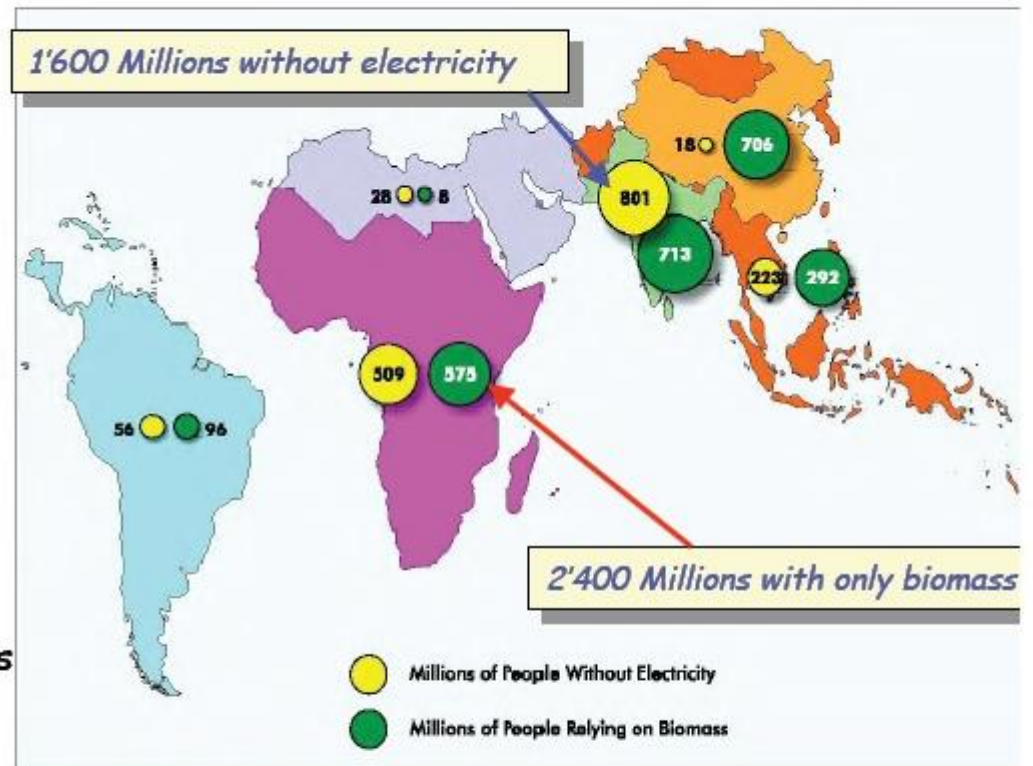 1'600 Millions without electricity
18 706
28 8
801
713
223 292
509 575
56 96
2'400 Millions with only biomass
s
Millions of People Without Electricity
Millions of People Relying on Biomass